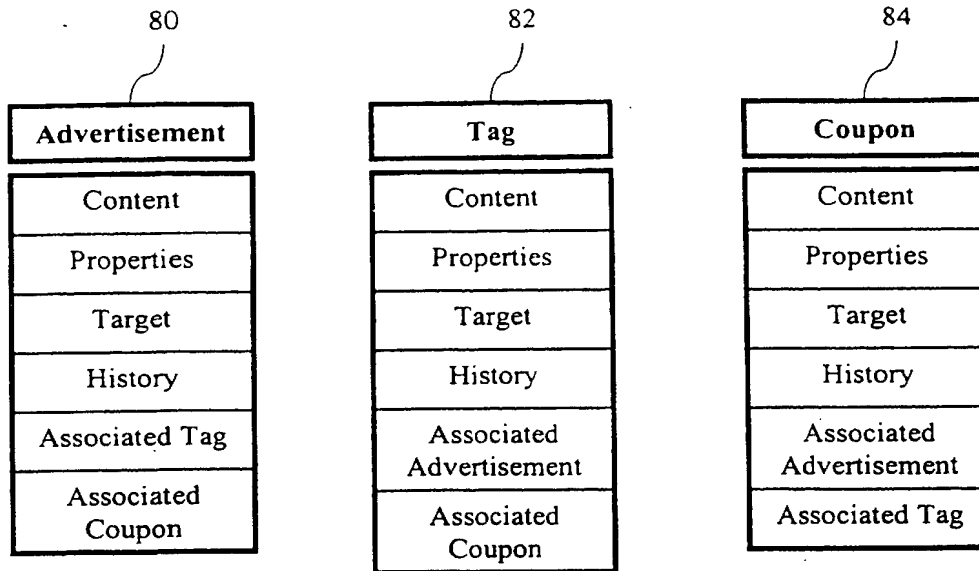 80
82
84
Advertisement
Content
Properties
Target
History
Associated Tag
Associated
Coupon
Tag
Content
Properties
Target
History
Associated
Advertisement
Associated
Coupon
Coupon
Content
Properties
Target
History
Associated
Advertisement
Associated Tag